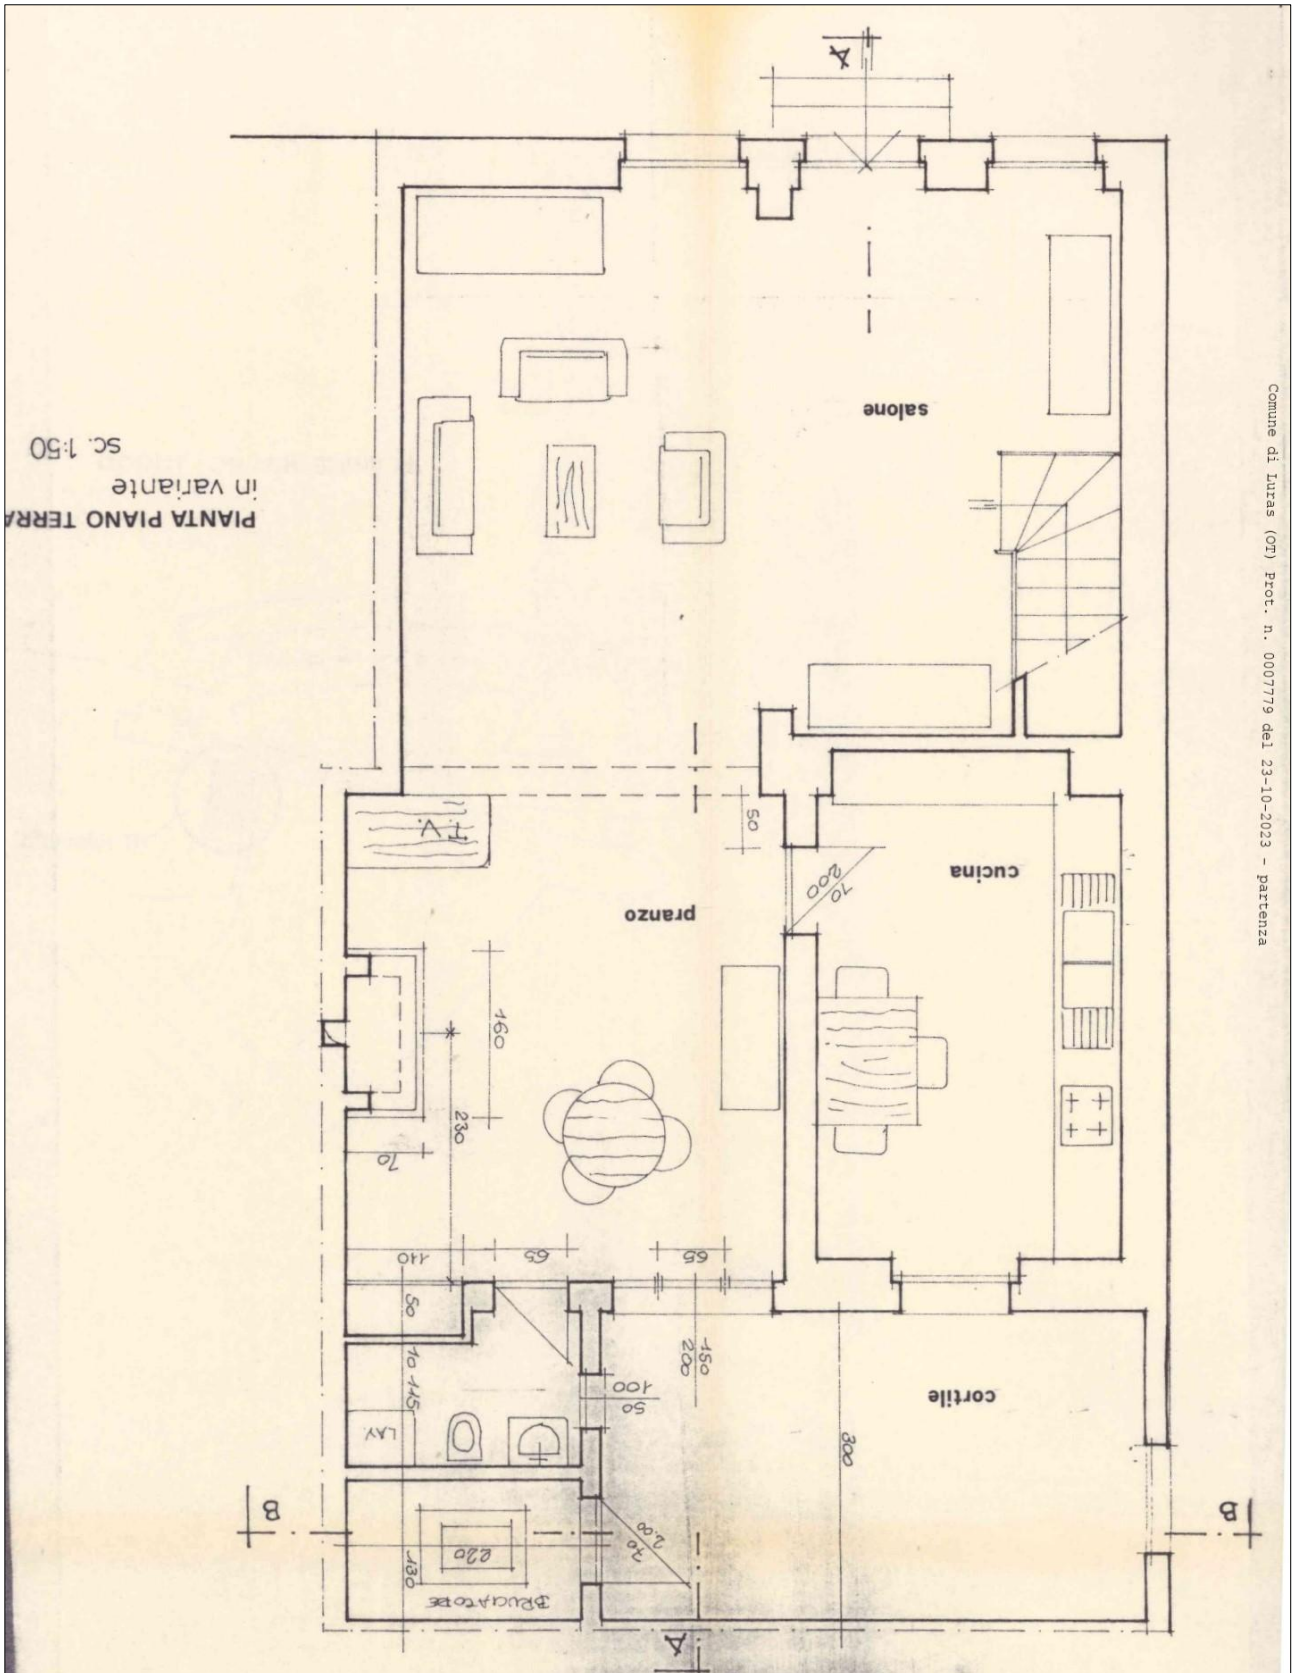 PIANTA PIANO TERRA
in variante
sc. 1:50
Comune di Luras (OT) Prot. n. 0007779 del 23-10-2023 - partenza
A
salone
T.V.
50
cucina
70
200
pranzo
160
230
70
110
65
65
50
150
200
10 115
100
50
cortile
LAV
300
B
B
70
200
220
130
BRUCIATORE
A